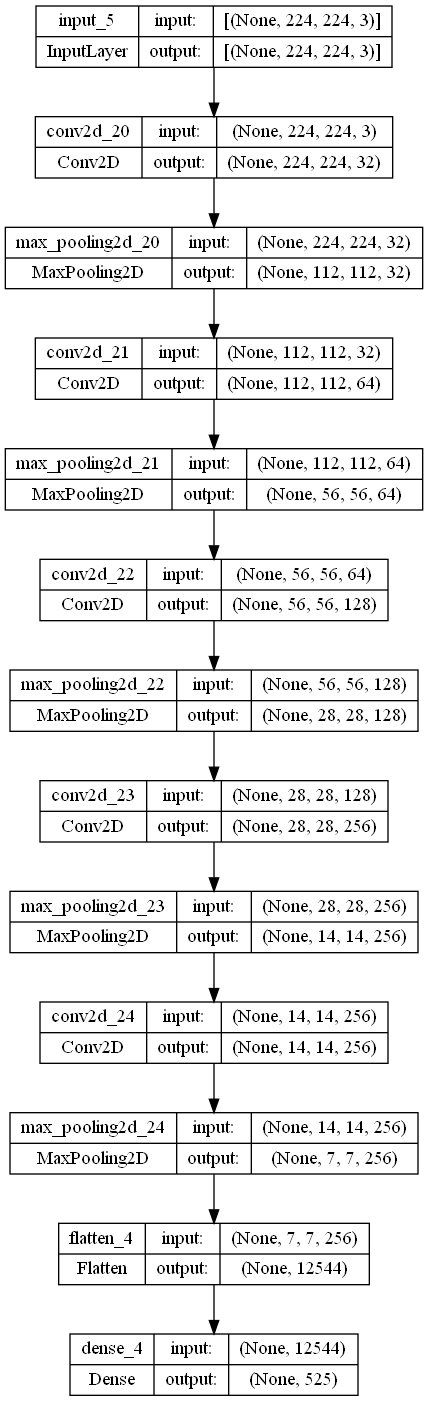 input_5 input: [(None, 224, 224, 3)]
InputLayer output: [(None, 224, 224, 3)]
conv2d_20 input: (None, 224, 224, 3)
Conv2D output: (None, 224, 224, 32)
max_pooling2d_20 input: (None, 224, 224, 32)
MaxPooling2D output: (None, 112, 112, 32)
conv2d_21 input: (None, 112, 112, 32)
Conv2D output: (None, 112, 112, 64)
max_pooling2d_21 input: (None, 112, 112, 64)
MaxPooling2D output: (None, 56, 56, 64)
conv2d_22 input: (None, 56, 56, 64)
Conv2D output: (None, 56, 56, 128)
max_pooling2d_22 input: (None, 56, 56, 128)
MaxPooling2D output: (None, 28, 28, 128)
conv2d_23 input: (None, 28, 28, 128)
Conv2D output: (None, 28, 28, 256)
max_pooling2d_23 input: (None, 28, 28, 256)
MaxPooling2D output: (None, 14, 14, 256)
conv2d_24 input: (None, 14, 14, 256)
Conv2D output: (None, 14, 14, 256)
max_pooling2d_24 input: (None, 14, 14, 256)
MaxPooling2D output: (None, 7, 7, 256)
flatten_4 input: (None, 7, 7, 256)
Flatten output: (None, 12544)
dense_4 input: (None, 12544)
Dense output: (None, 525)